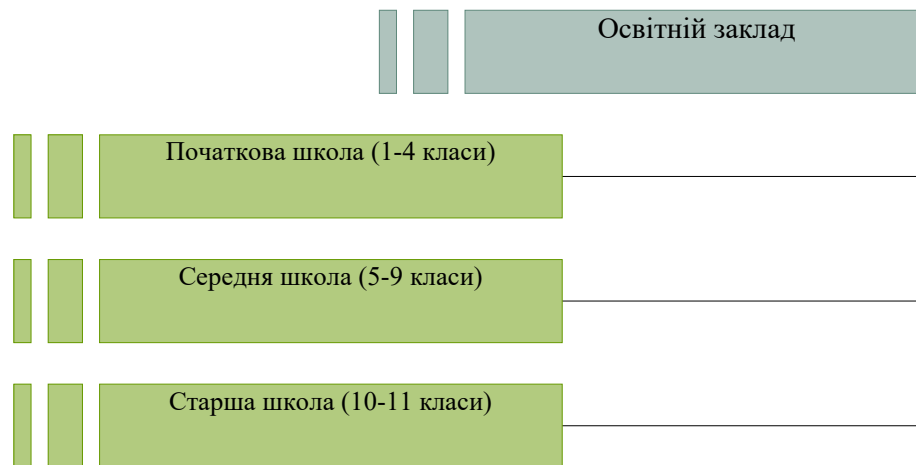 Освітній заклад
Початкова школа (1-4 класи)
Середня школа (5-9 класи)
Старша школа (10-11 класи)